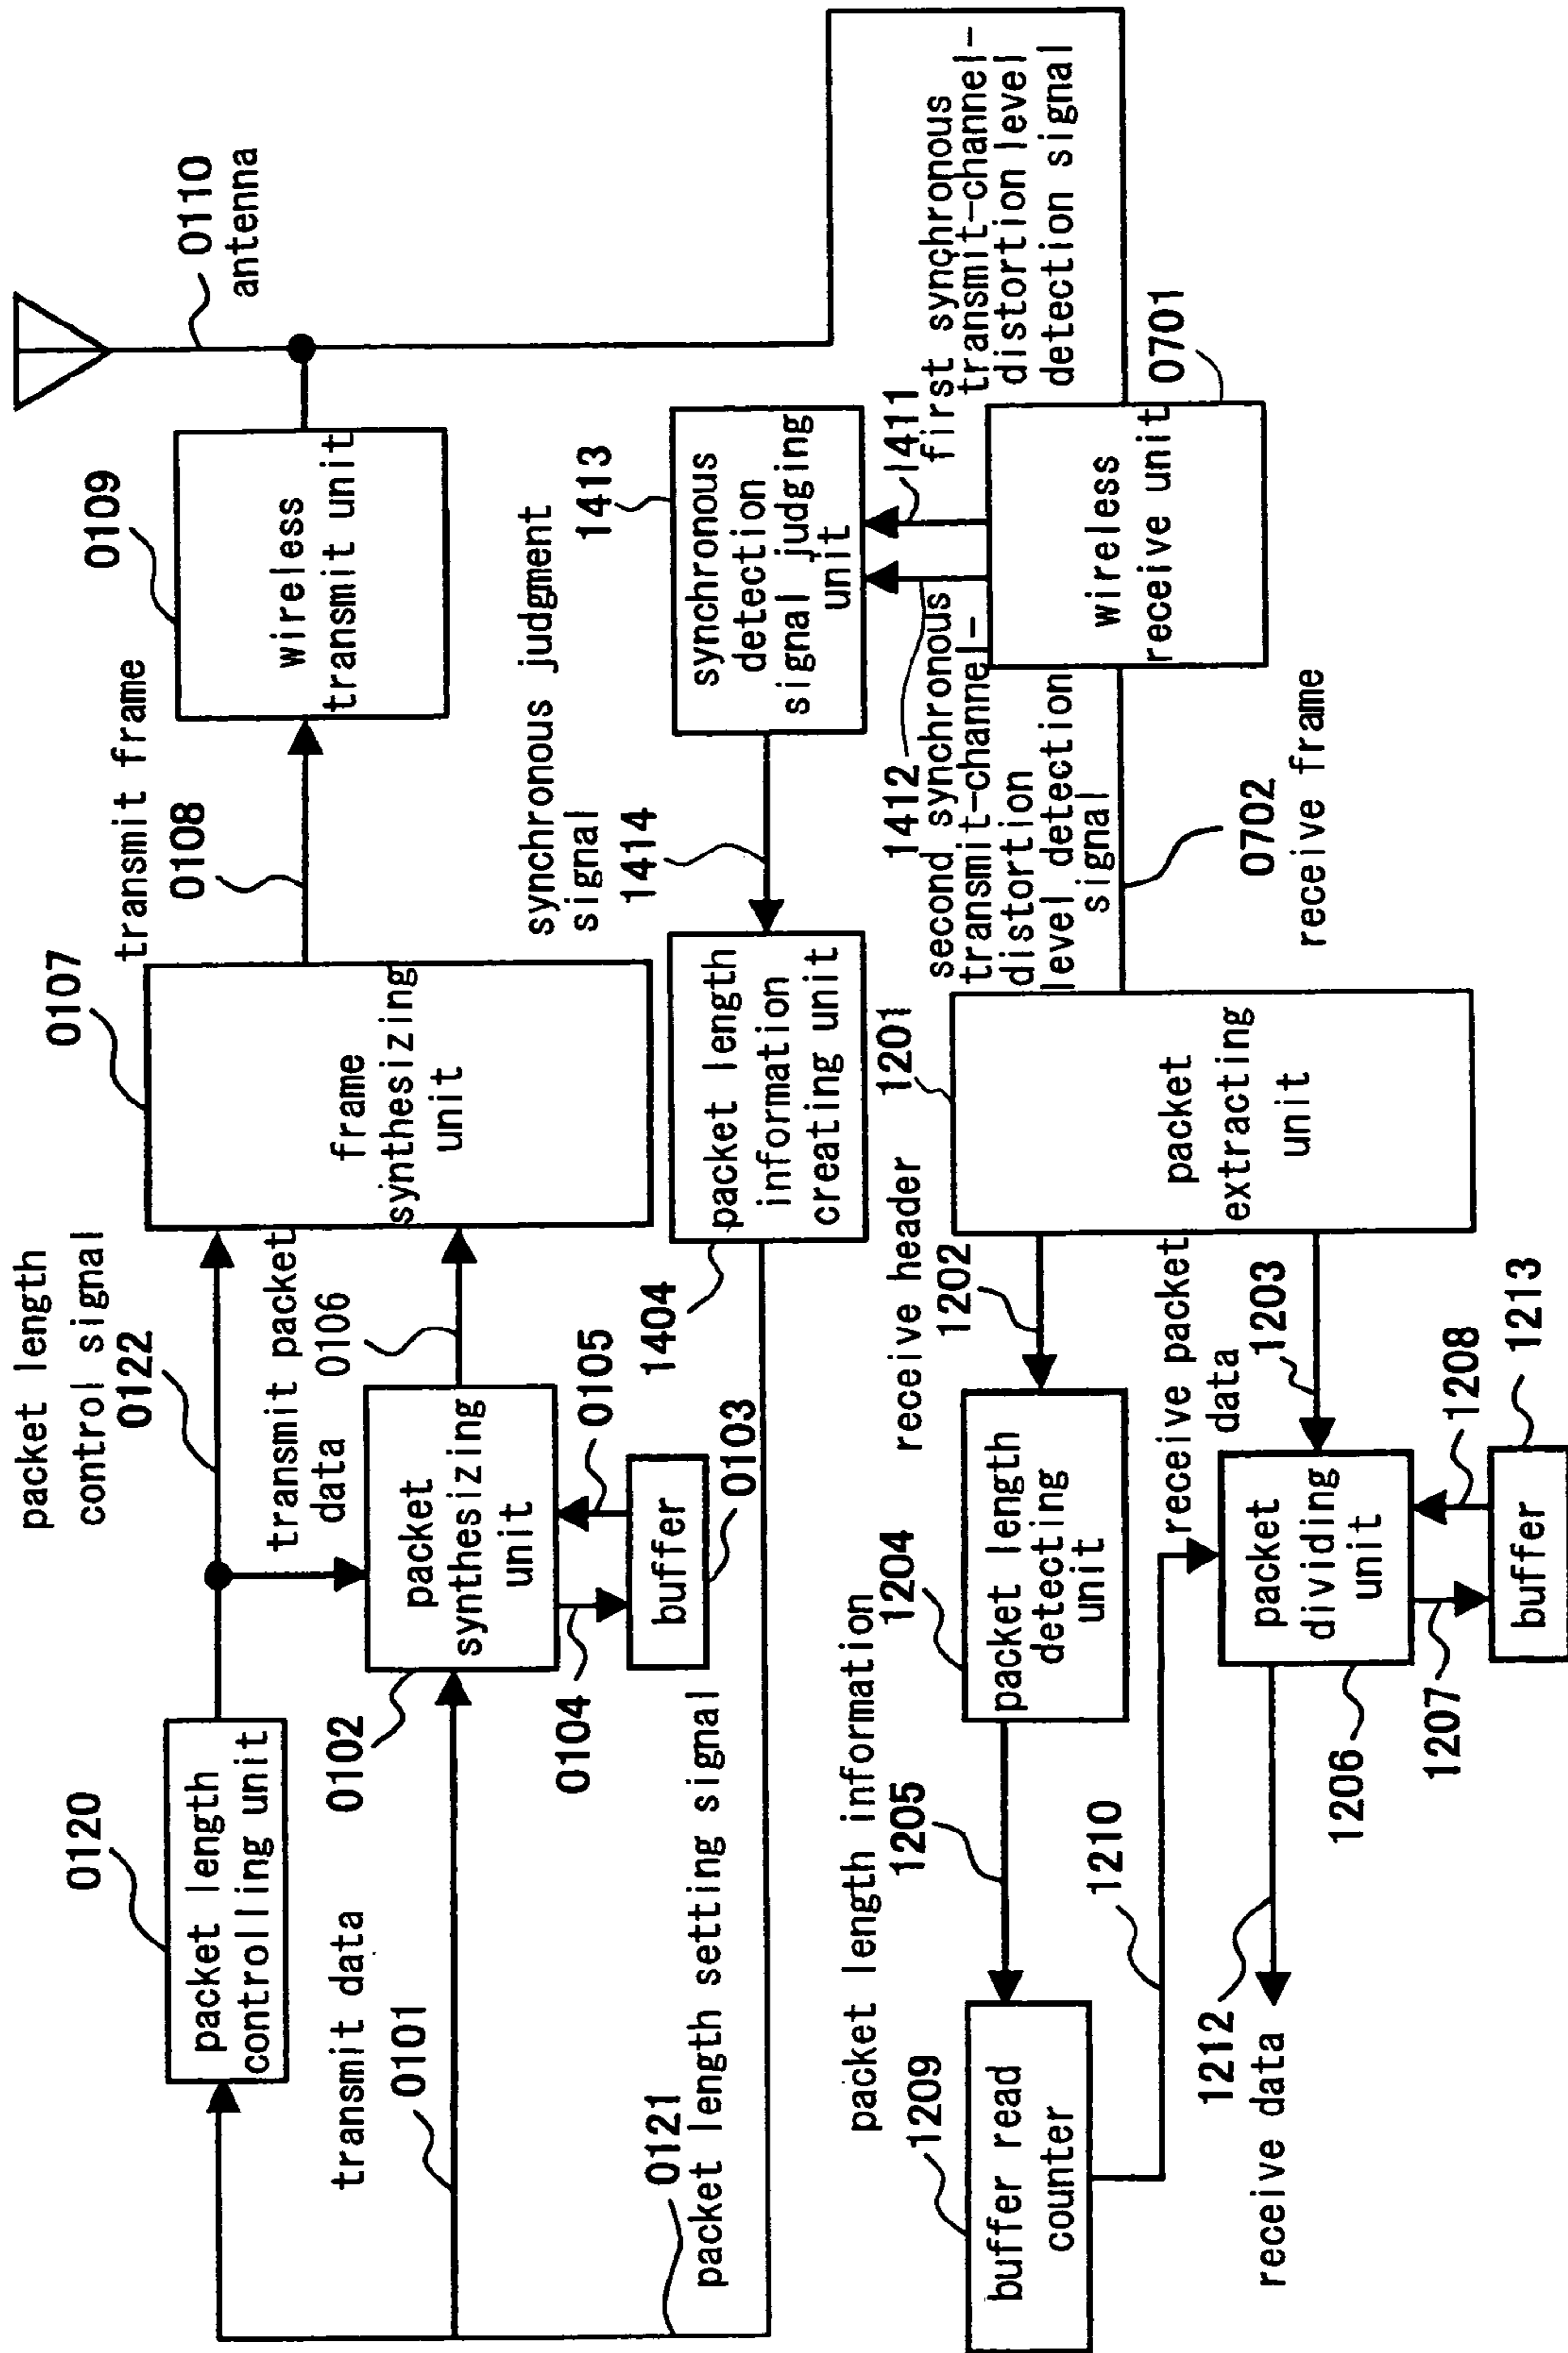 0120
packet length
controlling unit
packet length
control signal
0122
0107
frame
synthesizing
unit
transmit frame
0108
0109
wireless
transmit unit
0110
antenna
transmit data
0101
0102
packet
synthesizing
unit
transmit packet
data
0106
0104
0105
buffer
0103
0121
packet length setting signal
1404
packet length
information
creating unit
synchronous judgment
signal
1414
1413
synchronous
detection
signal judging
unit
1411
first synchronous
transmit-channel-
distortion level
detection signal
1412
second synchronous
transmit-channel-
distortion
level detection
signal
wireless
receive unit
0701
0702
receive frame
1201
packet
extracting
unit
receive header
1202
receive packet
data
1203
1204
packet length
detecting
unit
packet length information
1205
1209
buffer read
counter
1210
packet
dividing
unit
1206
1207
1208
buffer
1213
1212
receive data